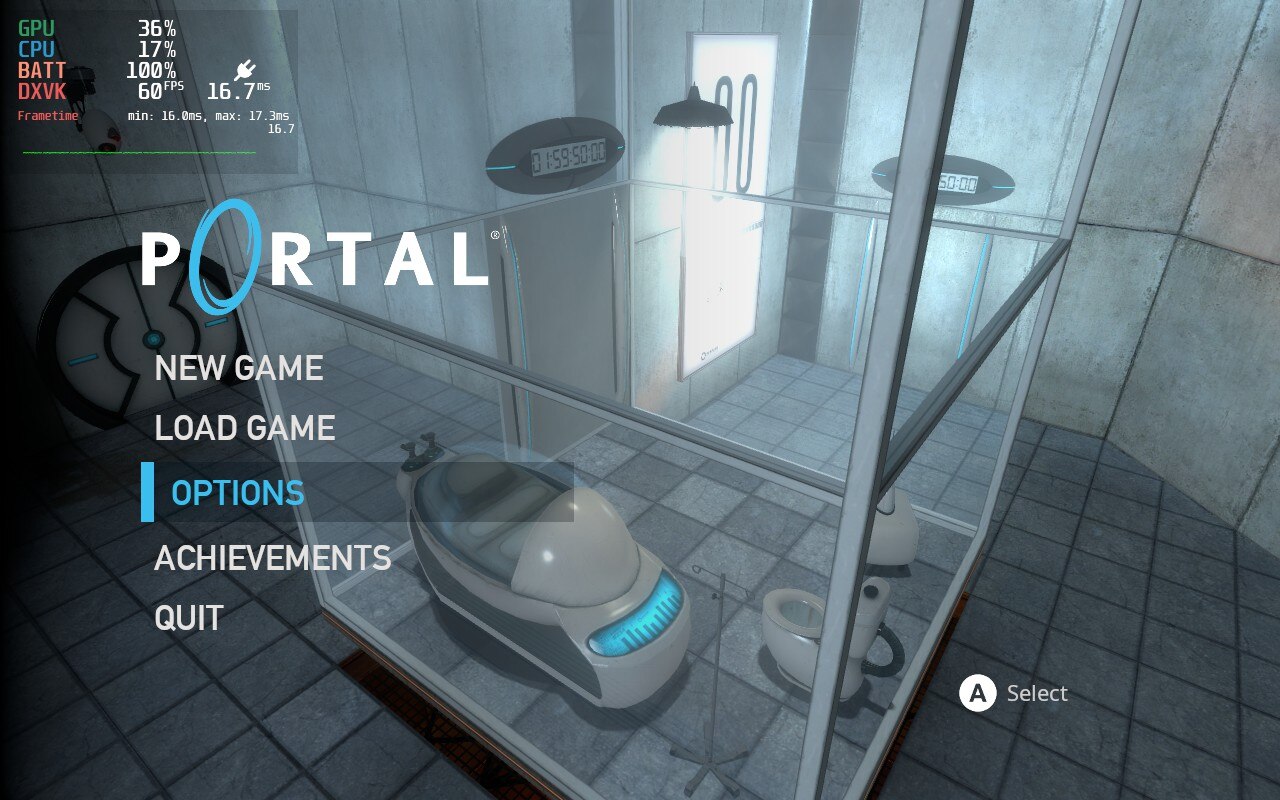 GPU 36%
CPU 17%
BATT 100%
DXVK 60FPS 16.7ms
Frametime min: 16.0ms, max: 17.3ms
16.7
01:59:50:00
50:00
PORTAL®
NEW GAME
LOAD GAME
OPTIONS
ACHIEVEMENTS
QUIT
A Select